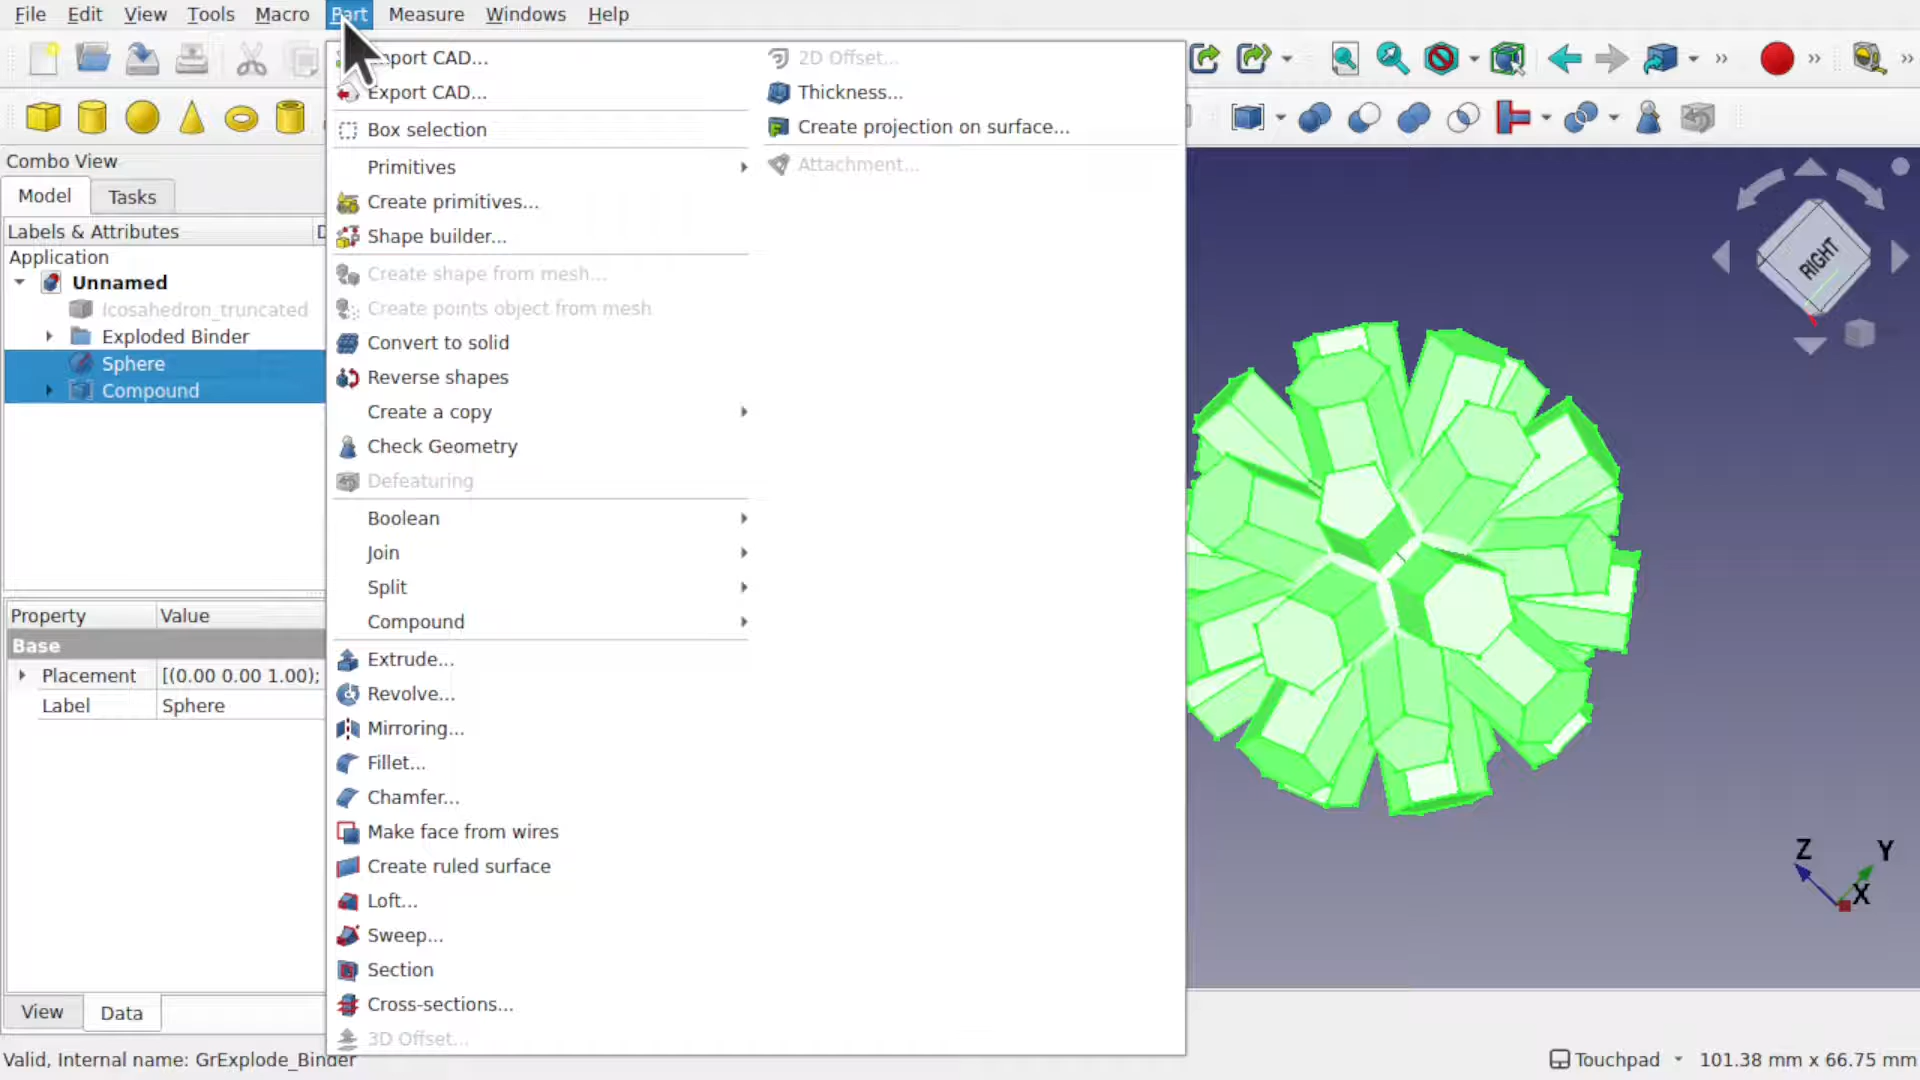 File Edit View Tools Macro Part Measure Windows Help
Combo View
Model Tasks
Labels & Attributes
Application
Unnamed
Icosahedron_truncated
Exploded Binder
Sphere
Compound
Property Value
Base
Placement [(0.00 0.00 1.00);
Label Sphere
View Data
Valid, Internal name: GrExplode_Binder
Export CAD...
Box selection
Primitives
Create primitives...
Shape builder...
Create shape from mesh...
Create points object from mesh
Convert to solid
Reverse shapes
Create a copy
Check Geometry
Defeaturing
Boolean
Join
Split
Compound
Extrude...
Revolve...
Mirroring...
Fillet...
Chamfer...
Make face from wires
Create ruled surface
Loft...
Sweep...
Section
Cross-sections...
3D Offset...
2D Offset...
Thickness...
Create projection on surface...
Attachment...
RIGHT
Z Y
X
Touchpad 101.38 mm x 66.75 mm